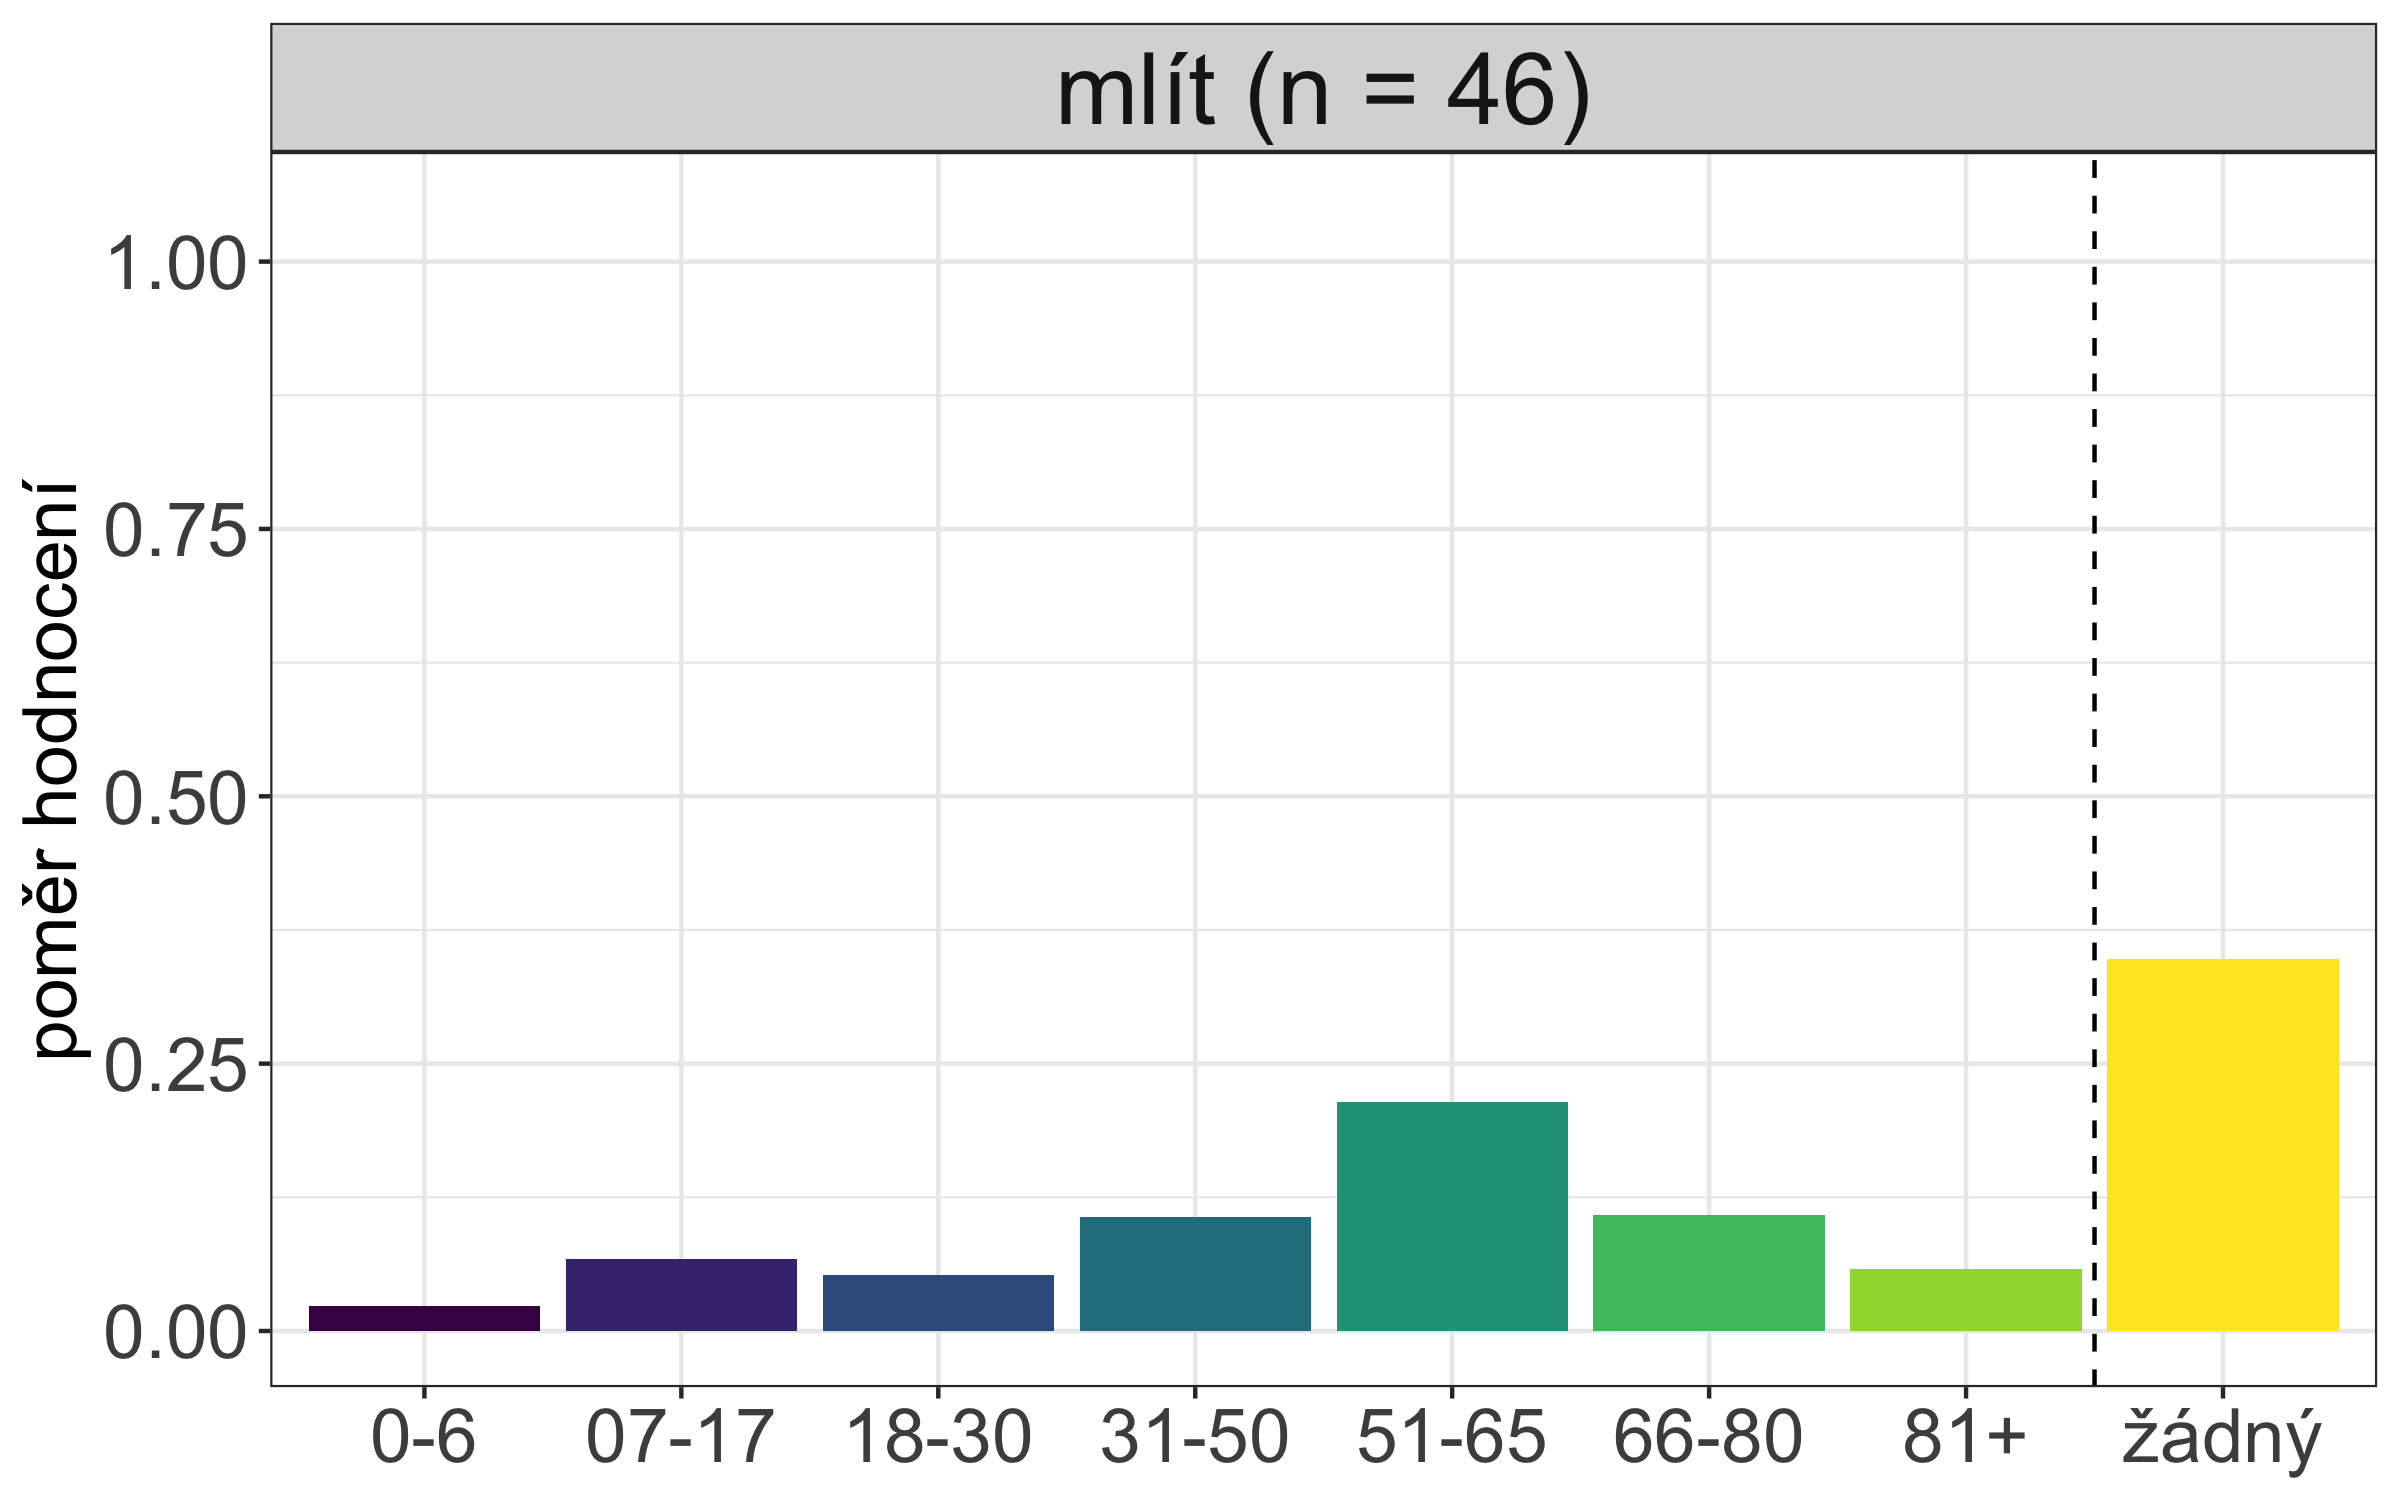 mlít (n = 46)
poměr hodnocení
1.00
0.75
0.50
0.25
0.00
0-6 07-17 18-30 31-50 51-65 66-80 81+ žádný